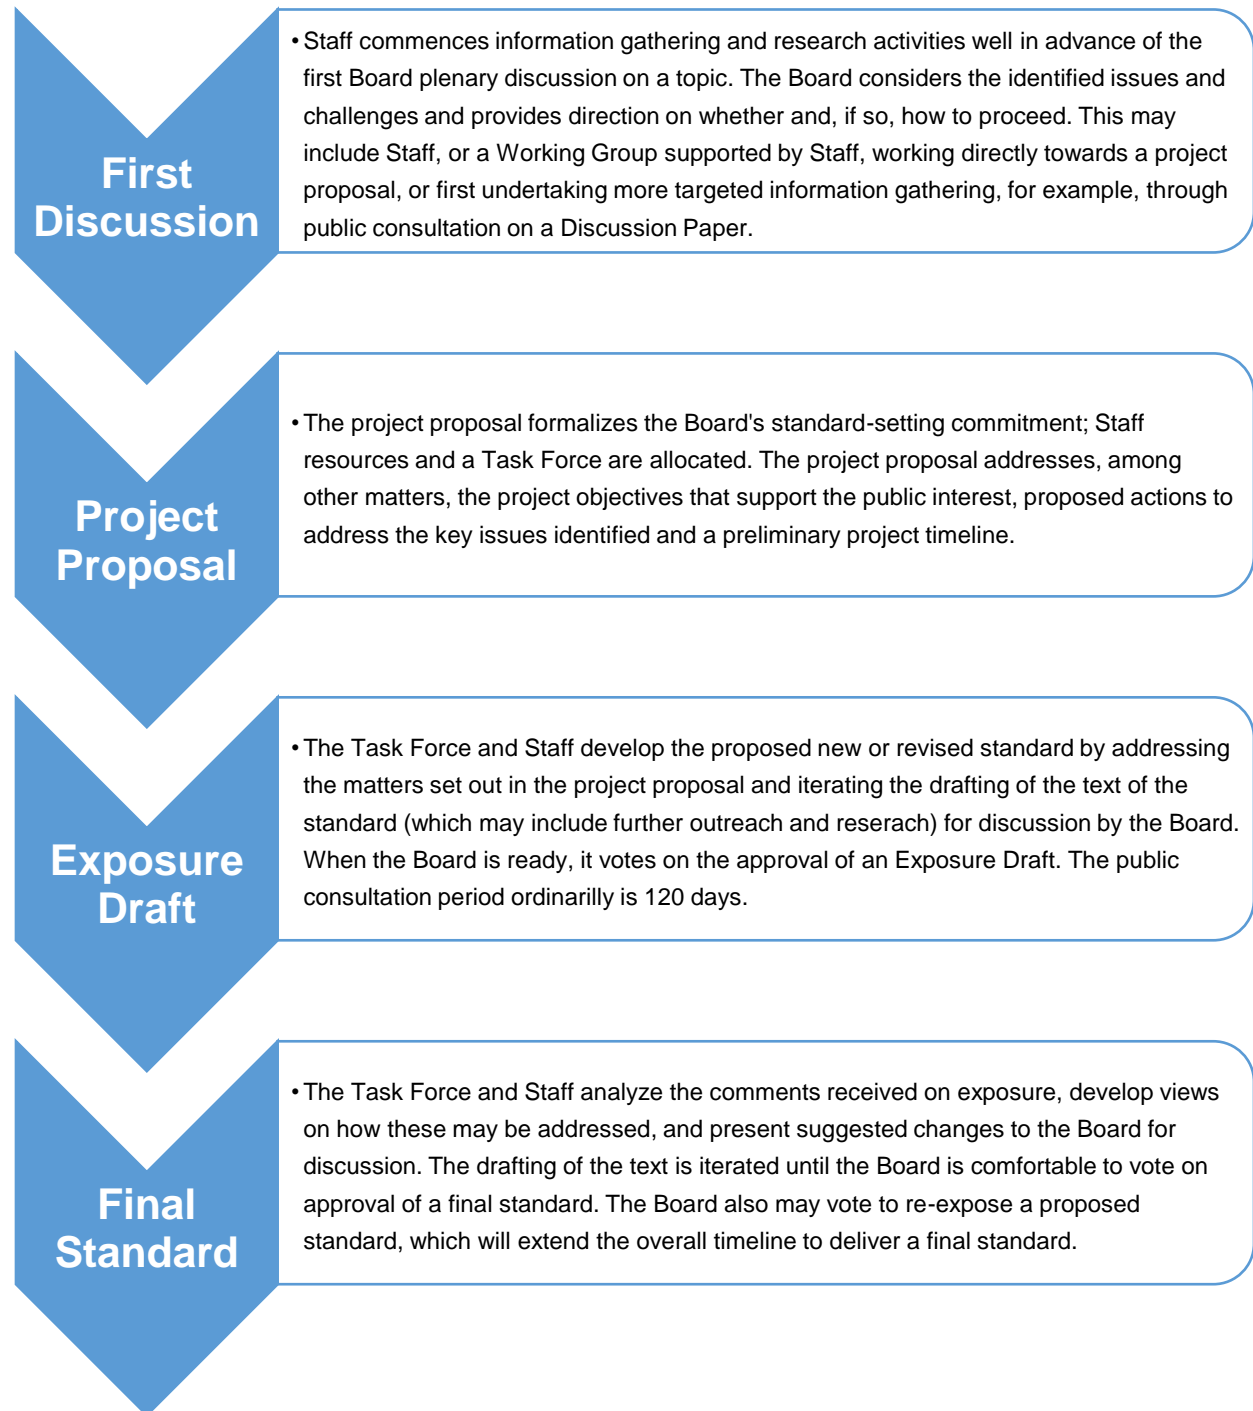 First
Discussion
• Staff commences information gathering and research activities well in advance of the
first Board plenary discussion on a topic. The Board considers the identified issues and
challenges and provides direction on whether and, if so, how to proceed. This may
include Staff, or a Working Group supported by Staff, working directly towards a project
proposal, or first undertaking more targeted information gathering, for example, through
public consultation on a Discussion Paper.
Project
Proposal
• The project proposal formalizes the Board's standard-setting commitment; Staff
resources and a Task Force are allocated. The project proposal addresses, among
other matters, the project objectives that support the public interest, proposed actions to
address the key issues identified and a preliminary project timeline.
Exposure
Draft
• The Task Force and Staff develop the proposed new or revised standard by addressing
the matters set out in the project proposal and iterating the drafting of the text of the
standard (which may include further outreach and reserach) for discussion by the Board.
When the Board is ready, it votes on the approval of an Exposure Draft. The public
consultation period ordinarilly is 120 days.
Final
Standard
• The Task Force and Staff analyze the comments received on exposure, develop views
on how these may be addressed, and present suggested changes to the Board for
discussion. The drafting of the text is iterated until the Board is comfortable to vote on
approval of a final standard. The Board also may vote to re-expose a proposed
standard, which will extend the overall timeline to deliver a final standard.